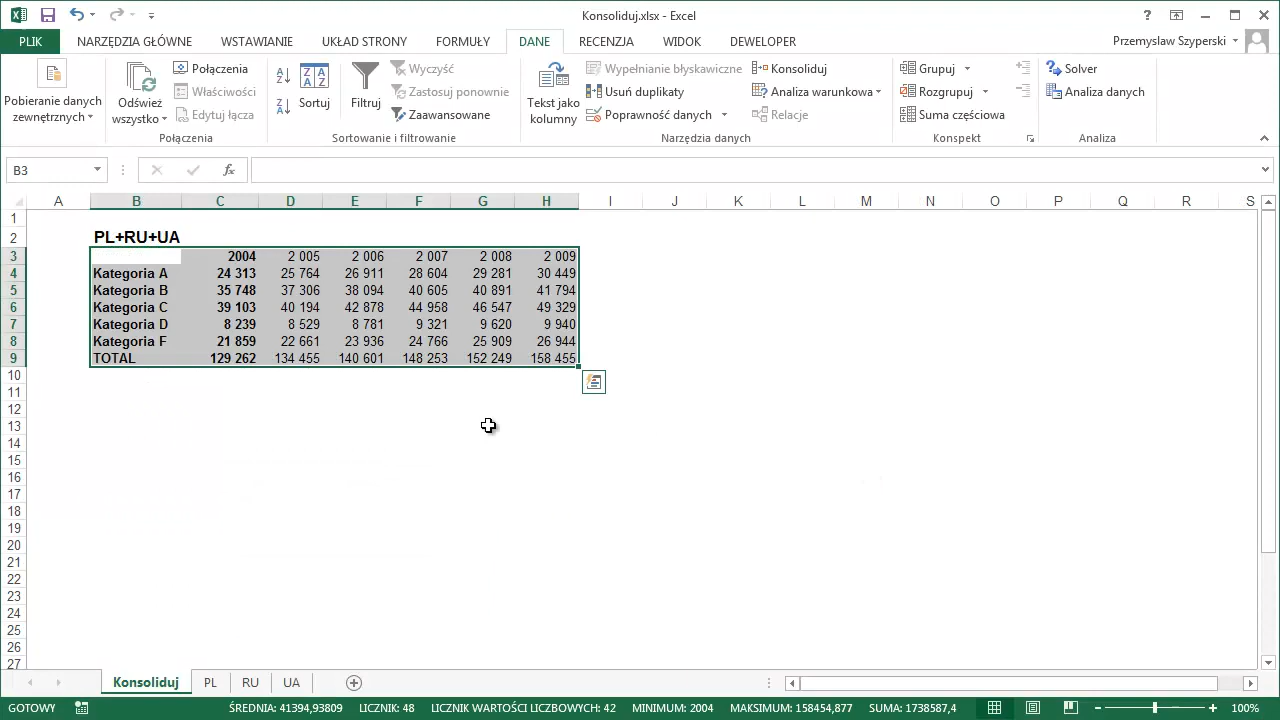 Konsoliduj.xlsx - Excel
PLIK NARZĘDZIA GŁÓWNE WSTAWIANIE UKŁAD STRONY FORMUŁY DANE RECENZJA WIDOK DEWELOPER Przemyslaw Szyperski
Pobieranie danych zewnętrznych
Odśwież wszystko
Połączenia
Właściwości
Edytuj łącza
Połączenia
Sortuj
Filtruj
Wyczyść
Zastosuj ponownie
Zaawansowane
Sortowanie i filtrowanie
Tekst jako kolumny
Wypełnianie błyskawiczne
Usuń duplikaty
Poprawność danych
Konsoliduj
Analiza warunkowa
Relacje
Narzędzia danych
Grupuj
Rozgrupuj
Suma częściowa
Konspekt
Solver
Analiza danych
Analiza
B3
fx
A B C D E F G H I J K L M N O P Q R S
1
2 PL+RU+UA
3 2004 2 005 2 006 2 007 2 008 2 009
4 Kategoria A 24 313 25 764 26 911 28 604 29 281 30 449
5 Kategoria B 35 748 37 306 38 094 40 605 40 891 41 794
6 Kategoria C 39 103 40 194 42 878 44 958 46 547 49 329
7 Kategoria D 8 239 8 529 8 781 9 321 9 620 9 940
8 Kategoria F 21 859 22 661 23 936 24 766 25 909 26 944
9 TOTAL 129 262 134 455 140 601 148 253 152 249 158 455
10
11
12
13
14
15
16
17
18
19
20
21
22
23
24
25
26
27
Konsoliduj PL RU UA
GOTOWY ŚREDNIA: 41394,93809 LICZNIK: 48 LICZNIK WARTOŚCI LICZBOWYCH: 42 MINIMUM: 2004 MAKSIMUM: 158454,877 SUMA: 1738587,4 100%